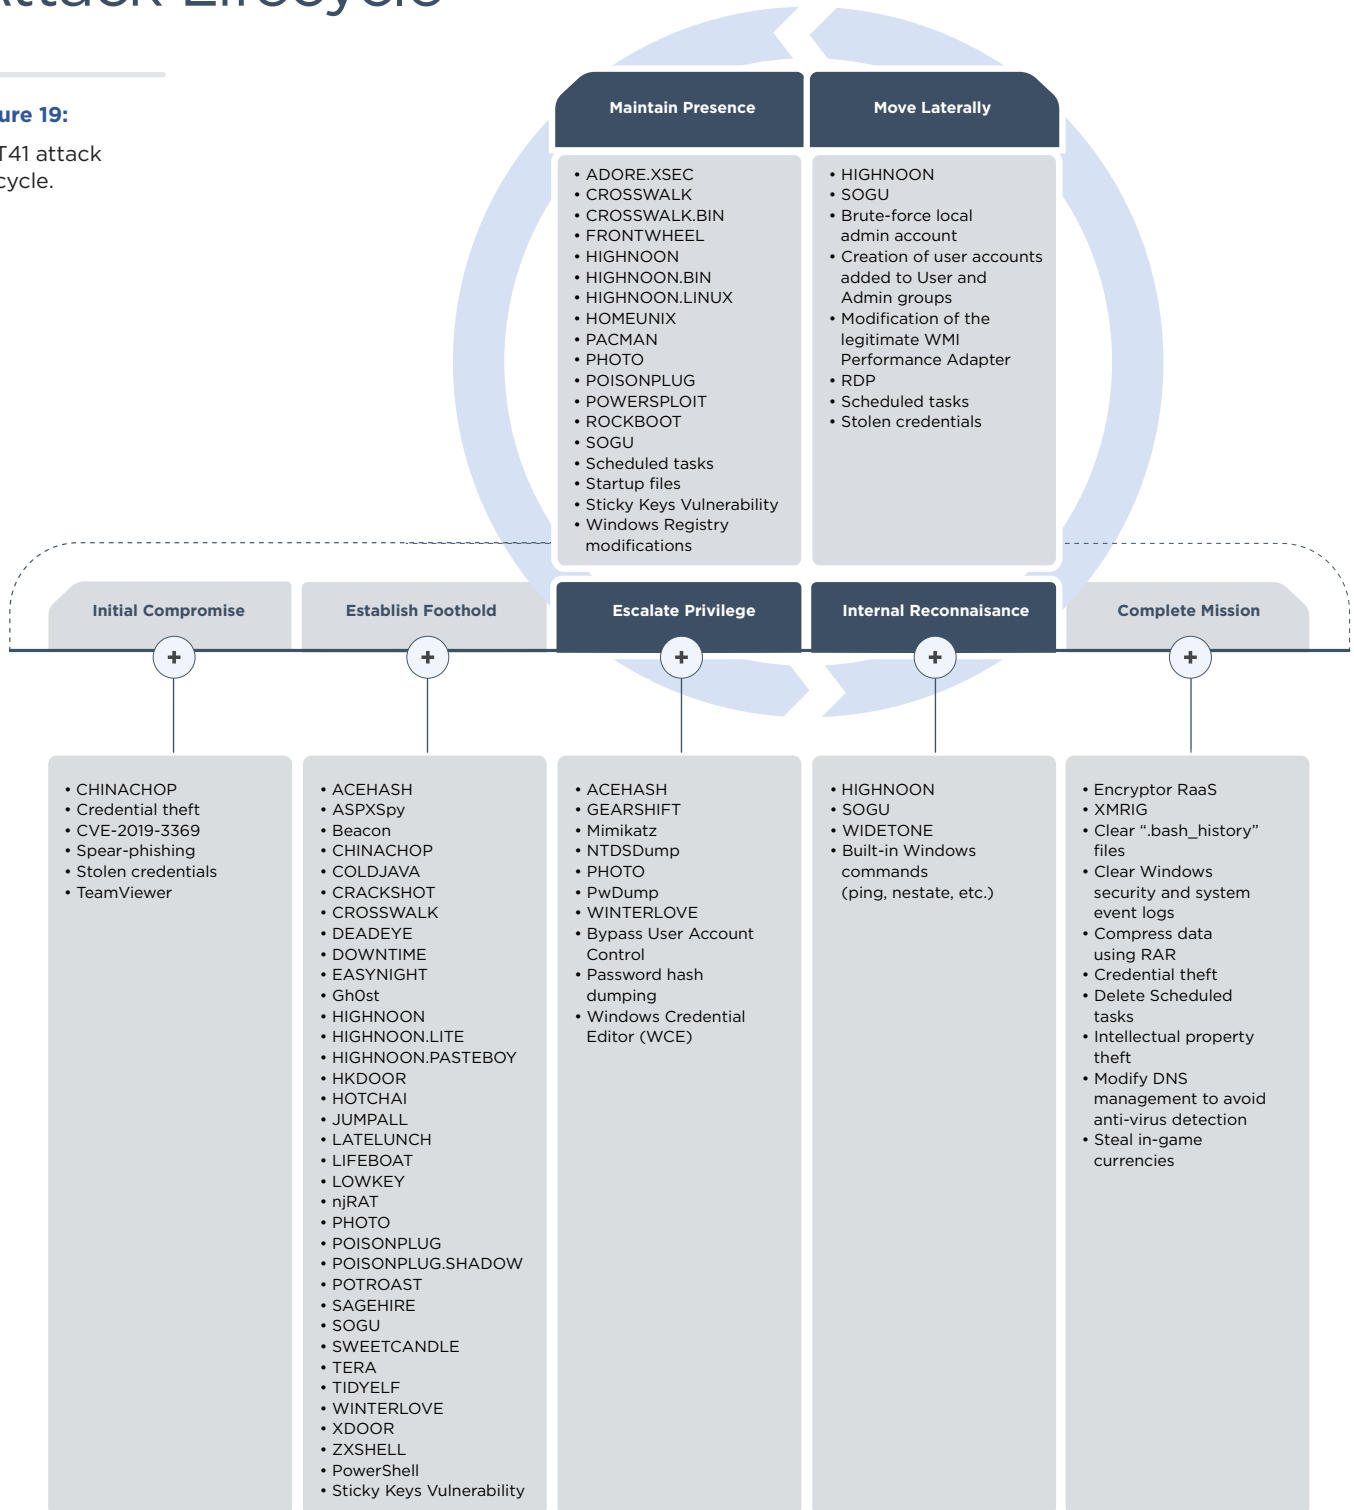 Attack Lifecycle
ure 19:
T41 attack
cycle.
Maintain Presence
• ADORE.XSEC
• CROSSWALK
• CROSSWALK.BIN
• FRONTWHEEL
• HIGHNOON
• HIGHNOON.BIN
• HIGHNOON.LINUX
• HOMEUNIX
• PACMAN
• PHOTO
• POISONPLUG
• POWERSPLOIT
• ROCKBOOT
• SOGU
• Scheduled tasks
• Startup files
• Sticky Keys Vulnerability
• Windows Registry
modifications
Move Laterally
• HIGHNOON
• SOGU
• Brute-force local
admin account
• Creation of user accounts
added to User and
Admin groups
• Modification of the
legitimate WMI
Performance Adapter
• RDP
• Scheduled tasks
• Stolen credentials
Initial Compromise
+
• CHINACHOP
• Credential theft
• CVE-2019-3369
• Spear-phishing
• Stolen credentials
• TeamViewer
Establish Foothold
+
• ACEHASH
• ASPXSpy
• Beacon
• CHINACHOP
• COLDJAVA
• CRACKSHOT
• CROSSWALK
• DEADEYE
• DOWNTIME
• EASYNIGHT
• Gh0st
• HIGHNOON
• HIGHNOON.LITE
• HIGHNOON.PASTEBOY
• HKDOOR
• HOTCHAI
• JUMPALL
• LATELUNCH
• LIFEBOAT
• LOWKEY
• njRAT
• PHOTO
• POISONPLUG
• POISONPLUG.SHADOW
• POTROAST
• SAGEHIRE
• SOGU
• SWEETCANDLE
• TERA
• TIDYELF
• WINTERLOVE
• XDOOR
• ZXSHELL
• PowerShell
• Sticky Keys Vulnerability
Escalate Privilege
+
• ACEHASH
• GEARSHIFT
• Mimikatz
• NTDSDump
• PHOTO
• PwDump
• WINTERLOVE
• Bypass User Account
Control
• Password hash
dumping
• Windows Credential
Editor (WCE)
Internal Reconnaisance
+
• HIGHNOON
• SOGU
• WIDETONE
• Built-in Windows
commands
(ping, nestate, etc.)
Complete Mission
+
• Encryptor RaaS
• XMRIG
• Clear “.bash_history”
files
• Clear Windows
security and system
event logs
• Compress data
using RAR
• Credential theft
• Delete Scheduled
tasks
• Intellectual property
theft
• Modify DNS
management to avoid
anti-virus detection
• Steal in-game
currencies